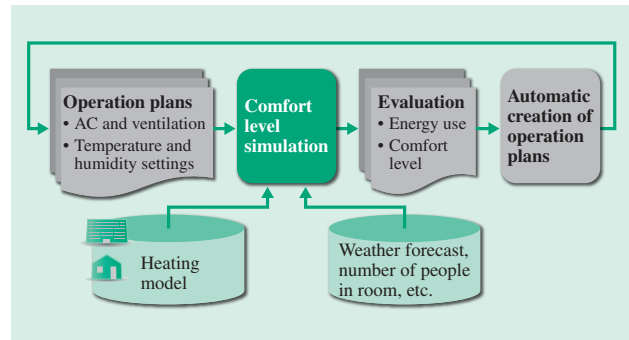 Operation plans
• AC and ventilation
• Temperature and
humidity settings
Comfort
level
simulation
Evaluation
• Energy use
• Comfort
level
Automatic
creation of
operation
plans
Heating
model
Weather forecast,
number of people
in room, etc.